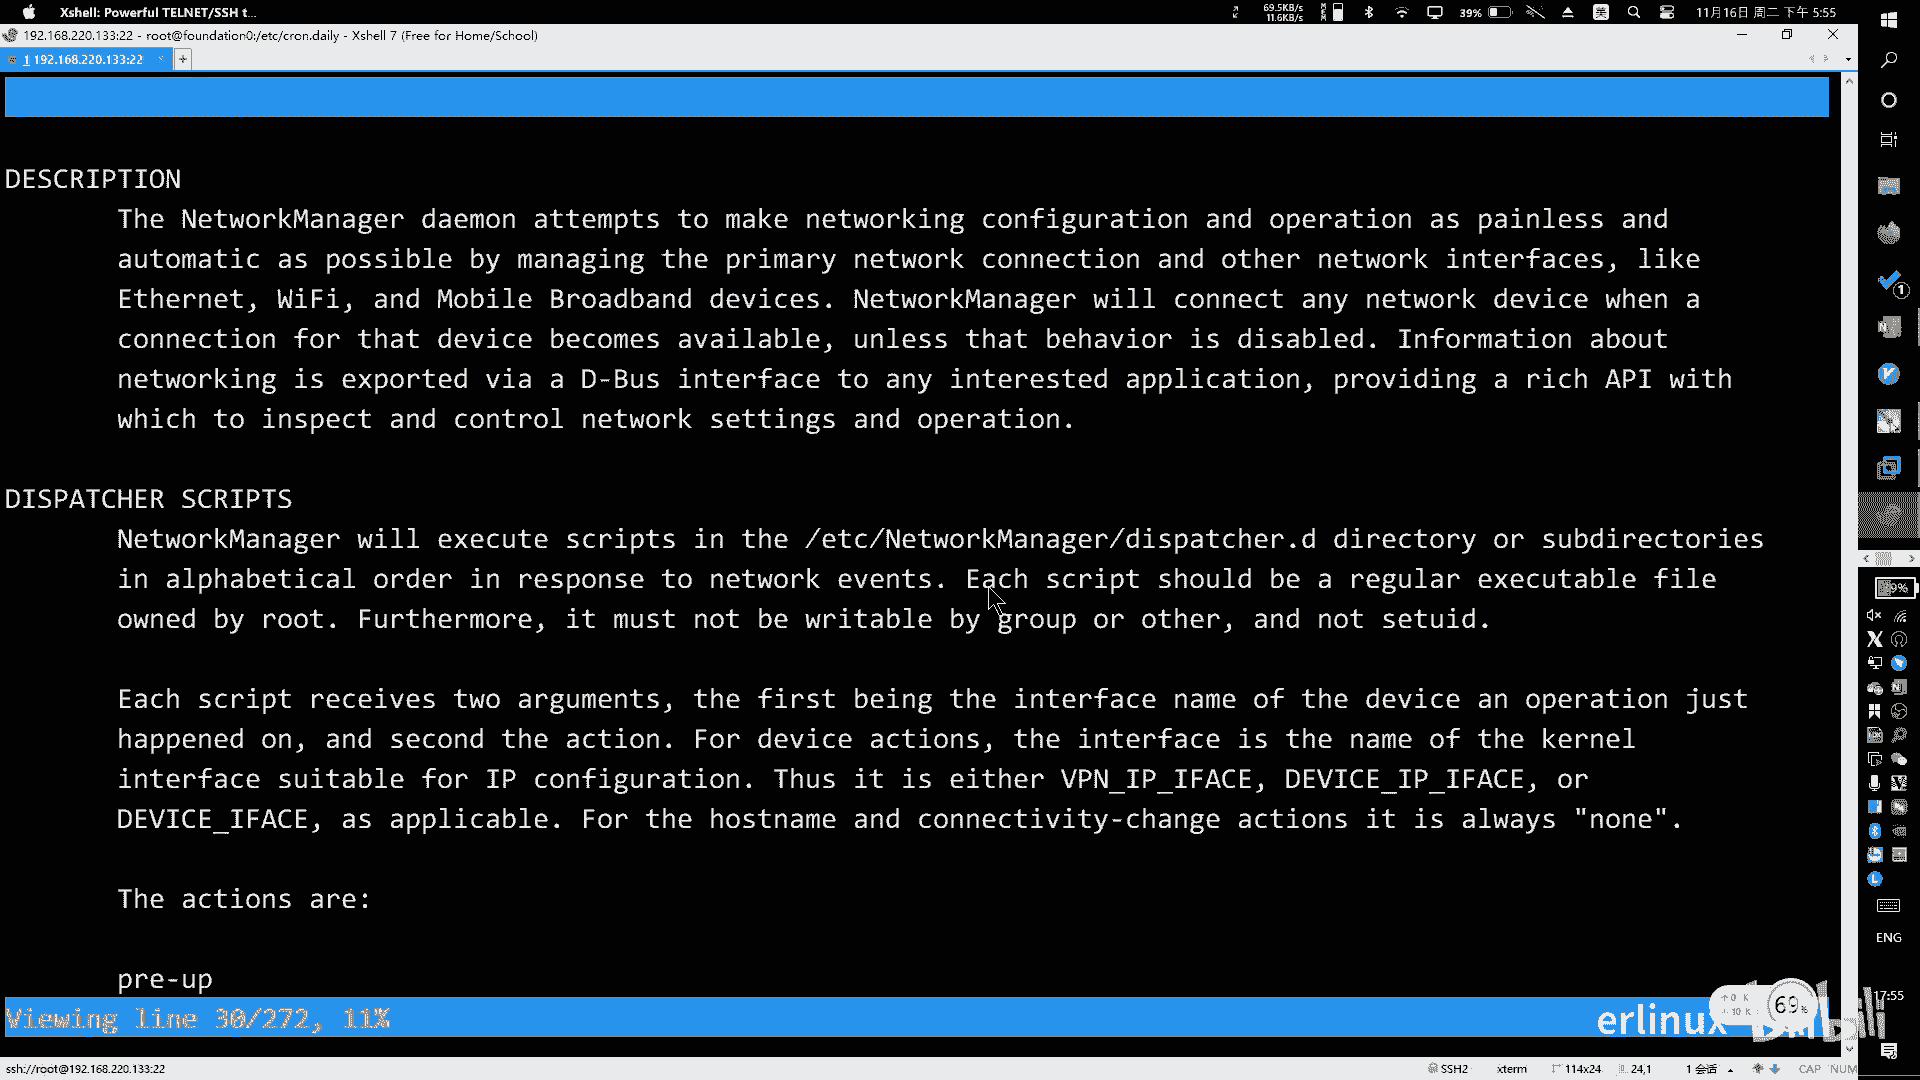 Xshell: Powerful TELNET/SSH t...
69.5KB/s
11.6KB/s
39%
美
11月16日 周二 下午 5:55
192.168.220.133:22 - root@foundation0:/etc/cron.daily - Xshell 7 (Free for Home/School)
1 192.168.220.133:22
DESCRIPTION
The NetworkManager daemon attempts to make networking configuration and operation as painless and
automatic as possible by managing the primary network connection and other network interfaces, like
Ethernet, WiFi, and Mobile Broadband devices. NetworkManager will connect any network device when a
connection for that device becomes available, unless that behavior is disabled. Information about
networking is exported via a D-Bus interface to any interested application, providing a rich API with
which to inspect and control network settings and operation.
DISPATCHER SCRIPTS
NetworkManager will execute scripts in the /etc/NetworkManager/dispatcher.d directory or subdirectories
in alphabetical order in response to network events. Each script should be a regular executable file
owned by root. Furthermore, it must not be writable by group or other, and not setuid.
Each script receives two arguments, the first being the interface name of the device an operation just
happened on, and second the action. For device actions, the interface is the name of the kernel
interface suitable for IP configuration. Thus it is either VPN_IP_IFACE, DEVICE_IP_IFACE, or
DEVICE_IFACE, as applicable. For the hostname and connectivity-change actions it is always "none".
The actions are:
pre-up
Viewing line 30/272, 11%
erlinux
69%
ENG
17:55
ssh://root@192.168.220.133:22
SSH2
xterm
114x24
24,1
1 会话
CAP
NUM